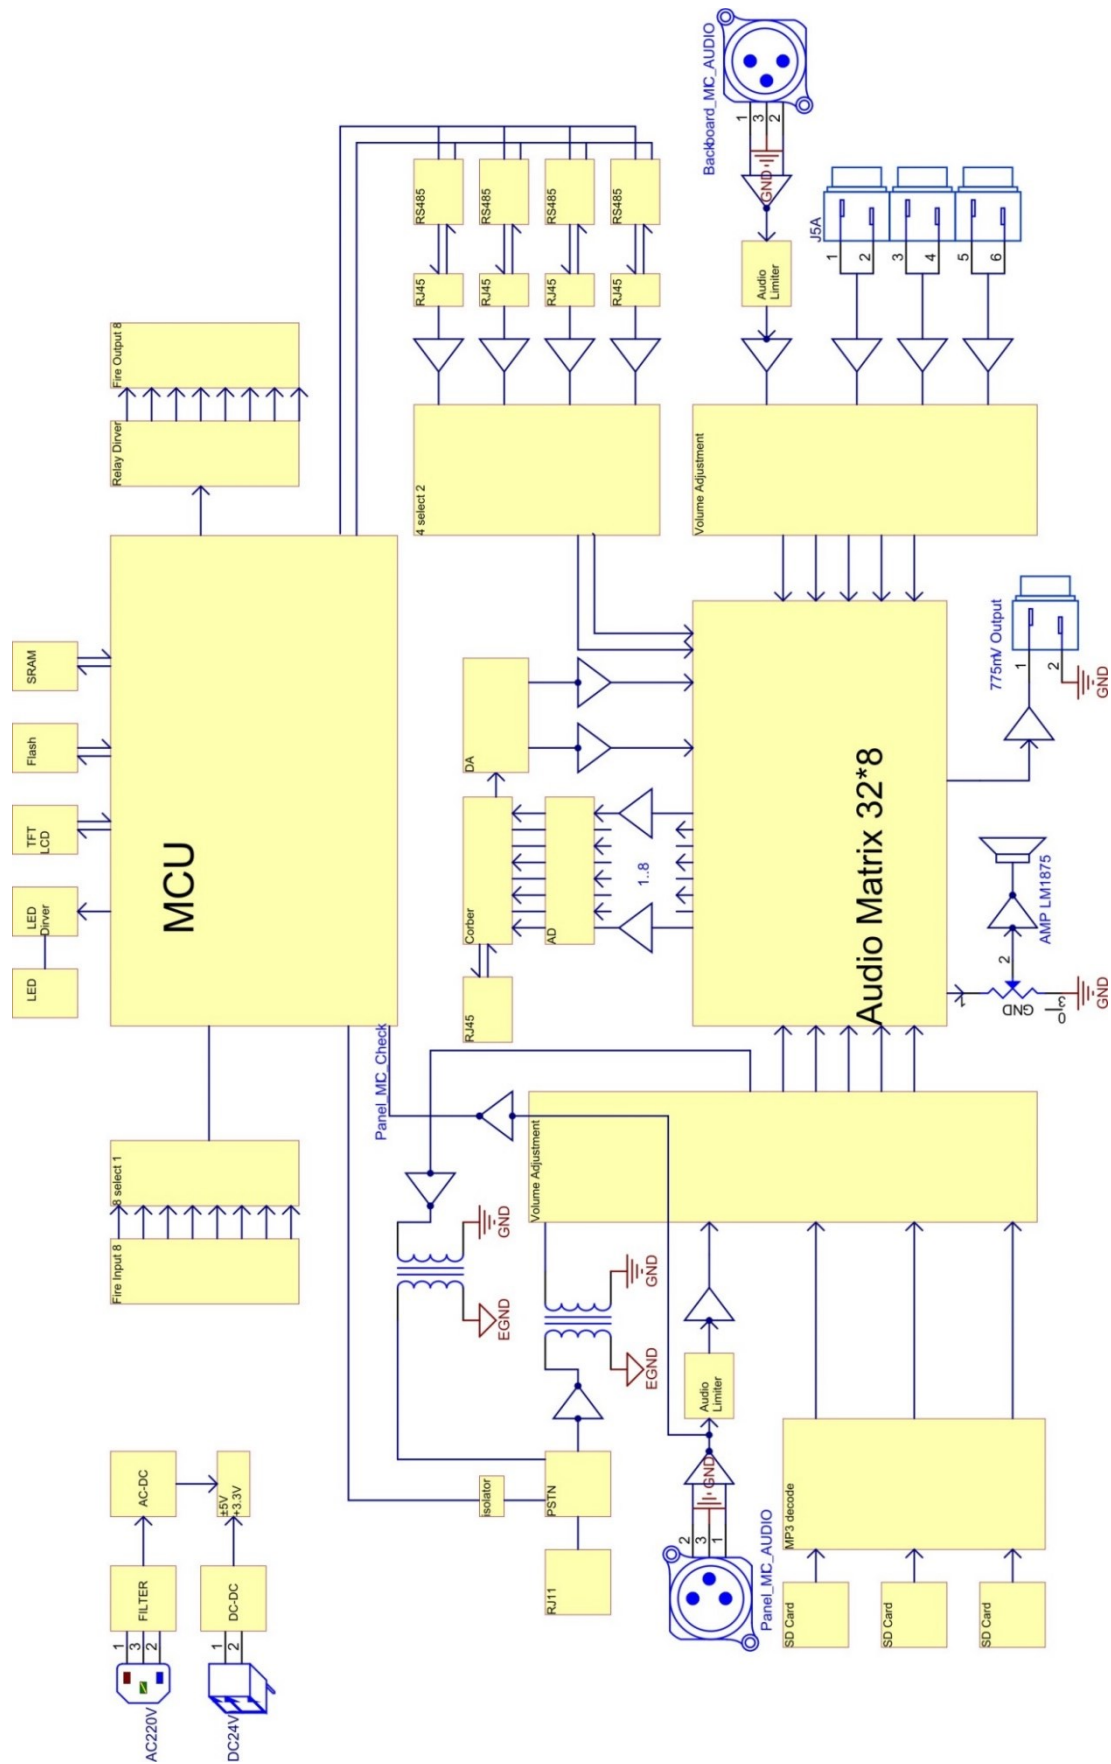 AC220V
1
3
2
FILTER
AC-DC
DC24V
1
2
DC-DC
±5V
+3.3V
Fire Input 8
8 select 1
LED
LED
Dirver
TFT
LCD
Flash
SRAM
MCU
Relay Dirver
Fire Output 8
Panel_MIC_Check
RJ11
PSTN
isolator
EGND
GND
EGND
GND
Volume Adjustment
RJ45
Corber
DA
AD
1..8
4 select 2
RJ45
RS485
RJ45
RS485
RJ45
RS485
RJ45
RS485
Panel_MIC_AUDIO
2
3
1
GND
Audio
Limiter
SD Card
SD Card
SD Card
MP3 decode
Audio Matrix 32*8
1
2
GND
3
0
GND
AMP LM1875
775mV Output
1
2
GND
Volume Adjustment
Audio
Limiter
Backboard_MIC_AUDIO
1
3
2
GND
J5A
1
2
3
4
5
6